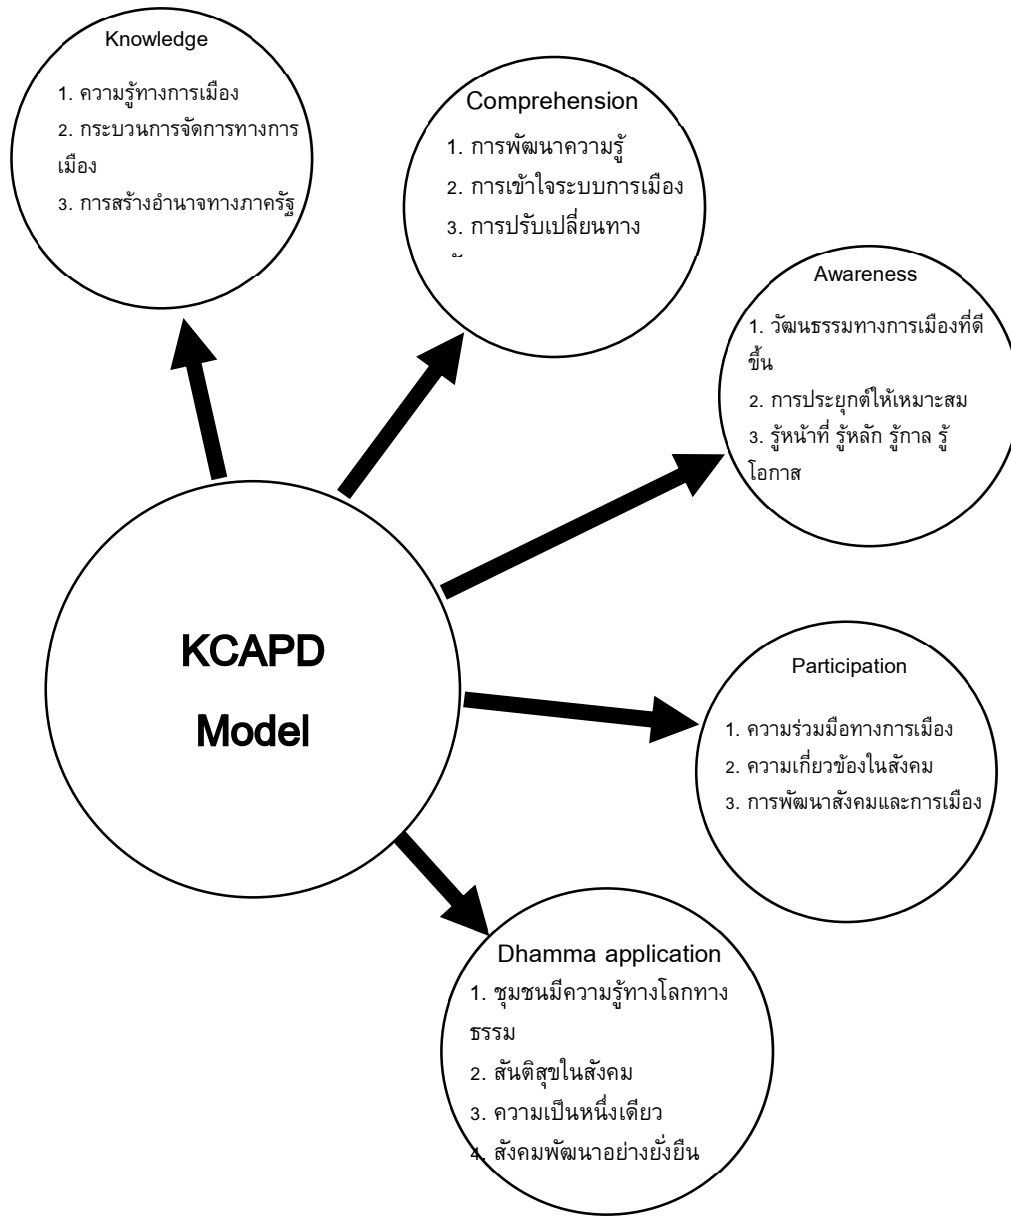 Knowledge
1. ความรู้ทางการเมือง
2. กระบวนการจัดการทางการ
เมือง
3. การสร้างอำนาจทางภาครัฐ
Comprehension
1. การพัฒนาความรู้
2. การเข้าใจระบบการเมือง
3. การปรับเปลี่ยนทาง
Awareness
1. วัฒนธรรมทางการเมืองที่ดี
ขึ้น
2. การประยุกต์ให้เหมาะสม
3. รู้หน้าที่ รู้หลัก รู้กาล รู้
โอกาส
KCAPD
Model
Participation
1. ความร่วมมือทางการเมือง
2. ความเกี่ยวข้องในสังคม
3. การพัฒนาสังคมและการเมือง
Dhamma application
1. ชุมชนมีความรู้ทางโลกทาง
ธรรม
2. สันติสุขในสังคม
3. ความเป็นหนึ่งเดียว
4. สังคมพัฒนาอย่างยั่งยืน